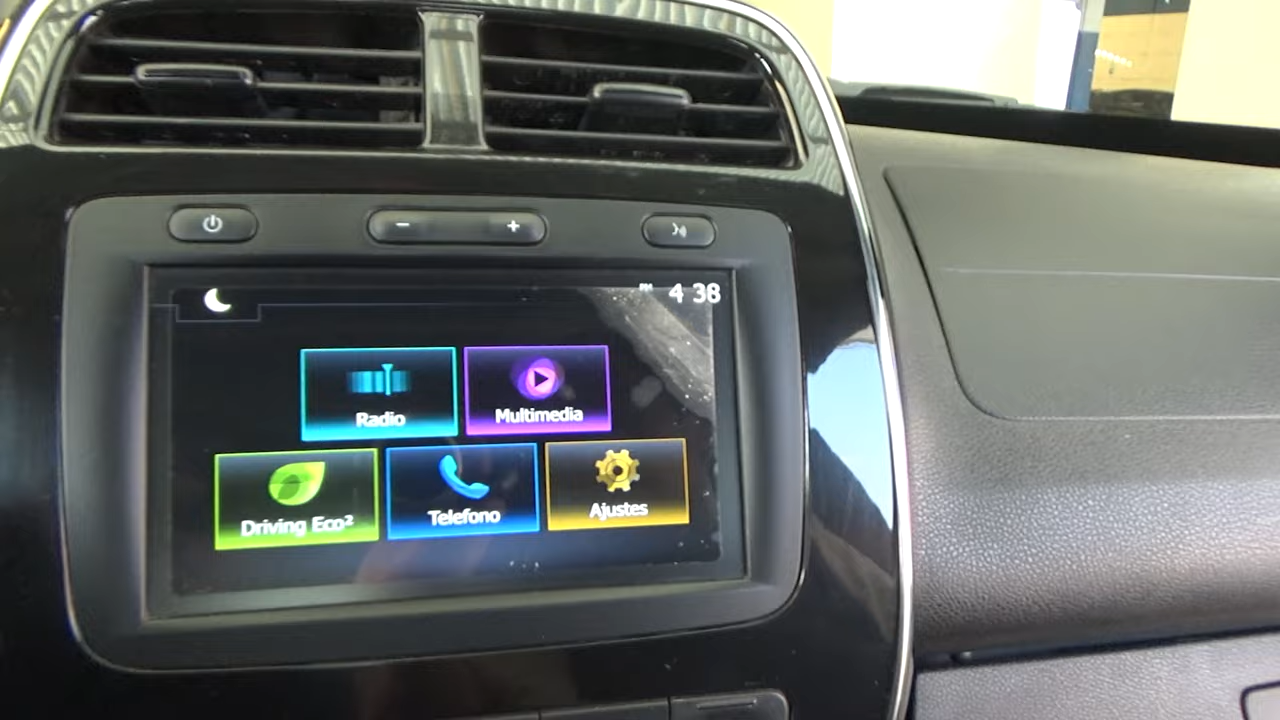 4 38
Radio
Multimedia
Driving Eco²
Telefono
Ajustes